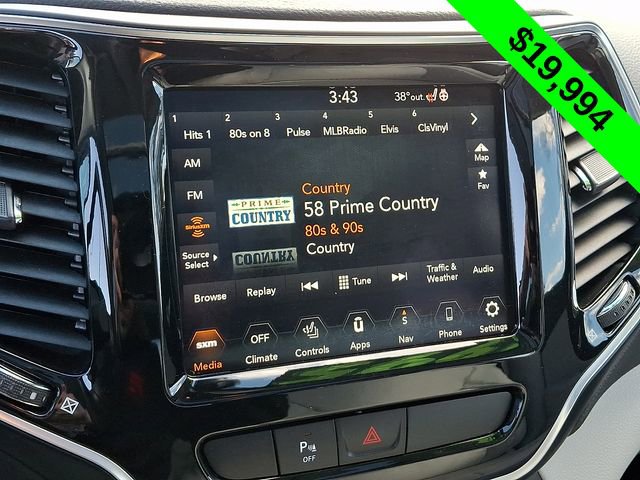 $19,994
3:43
38°out.
1 2 3 4 5 6
Hits 1 80s on 8 Pulse MLBRadio Elvis ClsVinyl
AM
Map
FM
Fav
Country
PRIME
COUNTRY
58 Prime Country
siriusxm
80s & 90s
Source
Select
COUNTRY
Country
Browse
Replay
Tune
Traffic &
Weather
Audio
sxm
OFF
S
Media
Climate
Controls
Apps
Nav
Phone
Settings
P
OFF